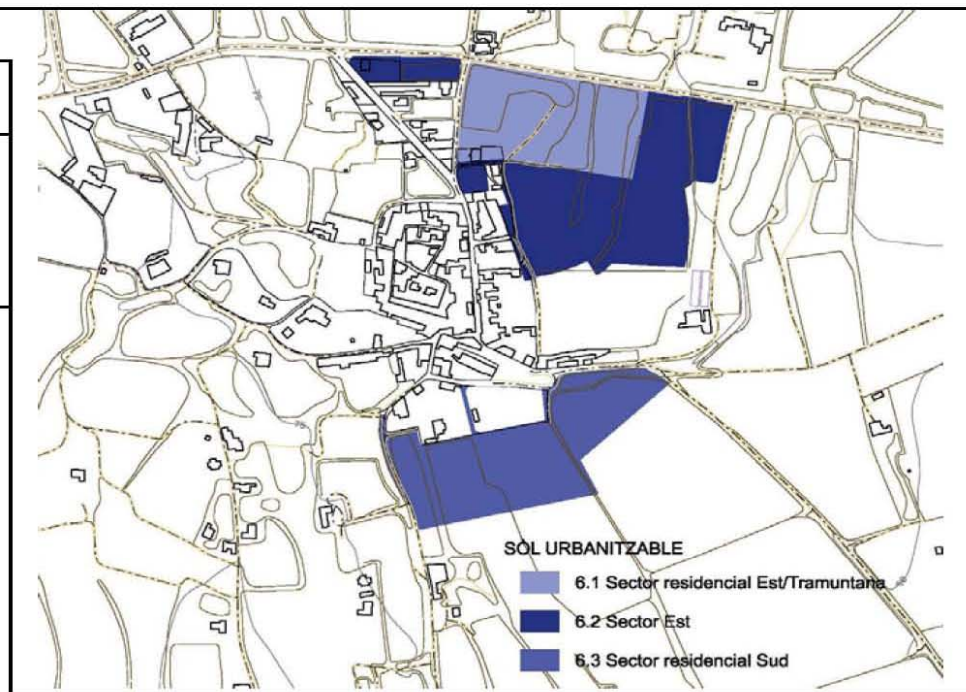 SÒL URBANITZABLE
6.1 Sector residencial Est/Tramuntana
6.2 Sector Est
6.3 Sector residencial Sud